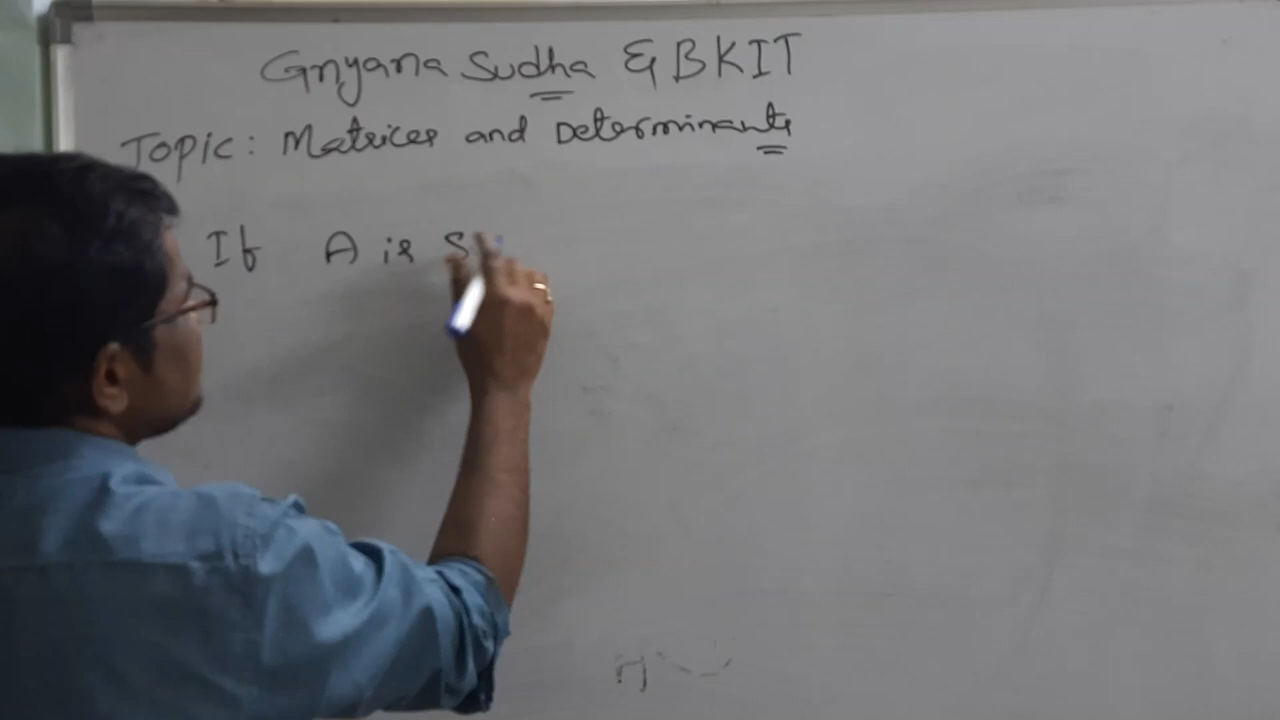 Gnyana Sudha & BKIT
Topic: Matrices and Determinants
If A is S